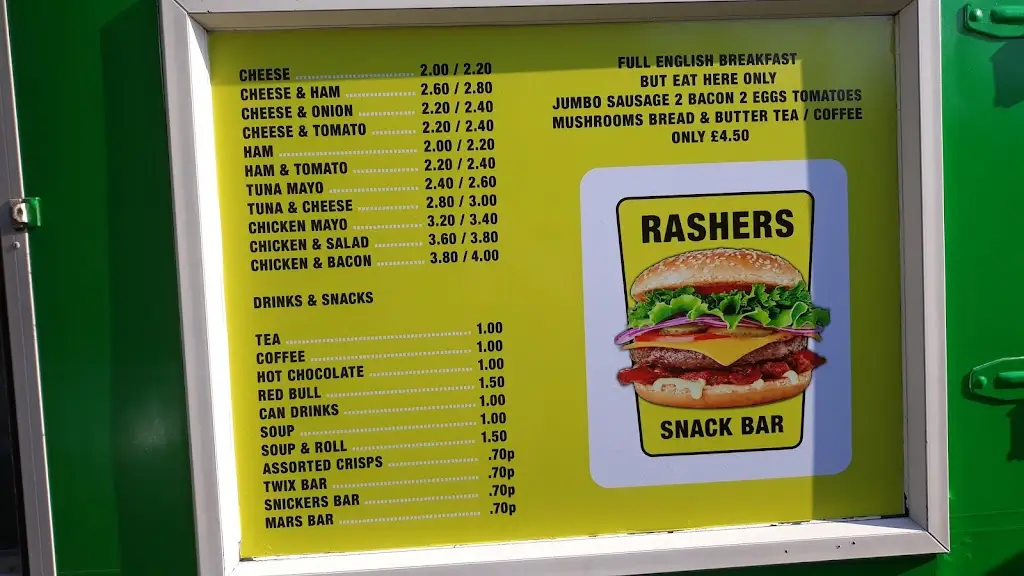 CHEESE 2.00 / 2.20
CHEESE & HAM 2.60 / 2.80
CHEESE & ONION 2.20 / 2.40
CHEESE & TOMATO 2.20 / 2.40
HAM 2.00 / 2.20
HAM & TOMATO 2.20 / 2.40
TUNA MAYO 2.40 / 2.60
TUNA & CHEESE 2.80 / 3.00
CHICKEN MAYO 3.20 / 3.40
CHICKEN & SALAD 3.60 / 3.80
CHICKEN & BACON 3.80 / 4.00
DRINKS & SNACKS
TEA 1.00
COFFEE 1.00
HOT CHOCOLATE 1.00
RED BULL 1.50
CAN DRINKS 1.00
SOUP 1.00
SOUP & ROLL 1.50
ASSORTED CRISPS .70p
TWIX BAR .70p
SNICKERS BAR .70p
MARS BAR .70p
FULL ENGLISH BREAKFAST
BUT EAT HERE ONLY
JUMBO SAUSAGE 2 BACON 2 EGGS TOMATOES
MUSHROOMS BREAD & BUTTER TEA / COFFEE
ONLY £4.50
RASHERS
SNACK BAR